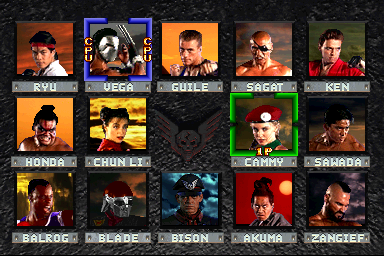 CPU CPU
RYU VEGA GUILE SAGAT KEN
1P
HONDA CHUN LI CAMMY SAWADA
BALROG BLADE BISON AKUMA ZANGIEF